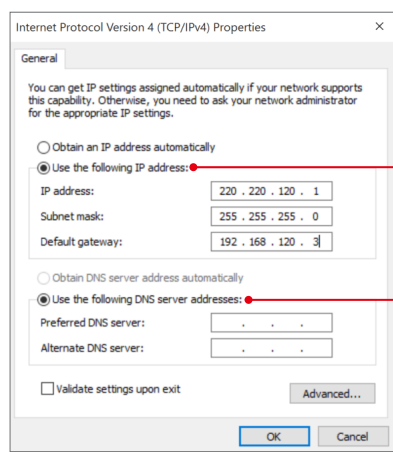 Internet Protocol Version 4 (TCP/IPv4) Properties
General
You can get IP settings assigned automatically if your network supports
this capability. Otherwise, you need to ask your network administrator
for the appropriate IP settings.
Obtain an IP address automatically
Use the following IP address:
IP address: 220 . 220 . 120 . 1
Subnet mask: 255 . 255 . 255 . 0
Default gateway: 192 . 168 . 120 . 3
Obtain DNS server address automatically
Use the following DNS server addresses:
Preferred DNS server: . . .
Alternate DNS server: . . .
Validate settings upon exit
Advanced...
OK Cancel